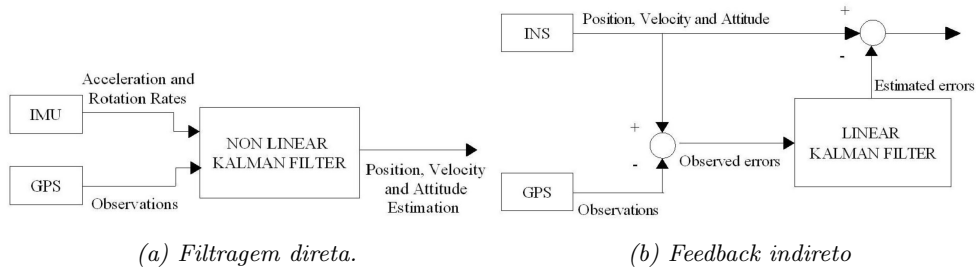 Acceleration and
Rotation Rates
IMU
GPS
Observations
NON LINEAR
KALMAN FILTER
Position, Velocity
and Attitude
Estimation
(a) Filtragem direta.
INS
Position, Velocity and Attitude
+
-
Estimated errors
+
-
Observed errors
LINEAR
KALMAN FILTER
GPS
Observations
(b) Feedback indireto